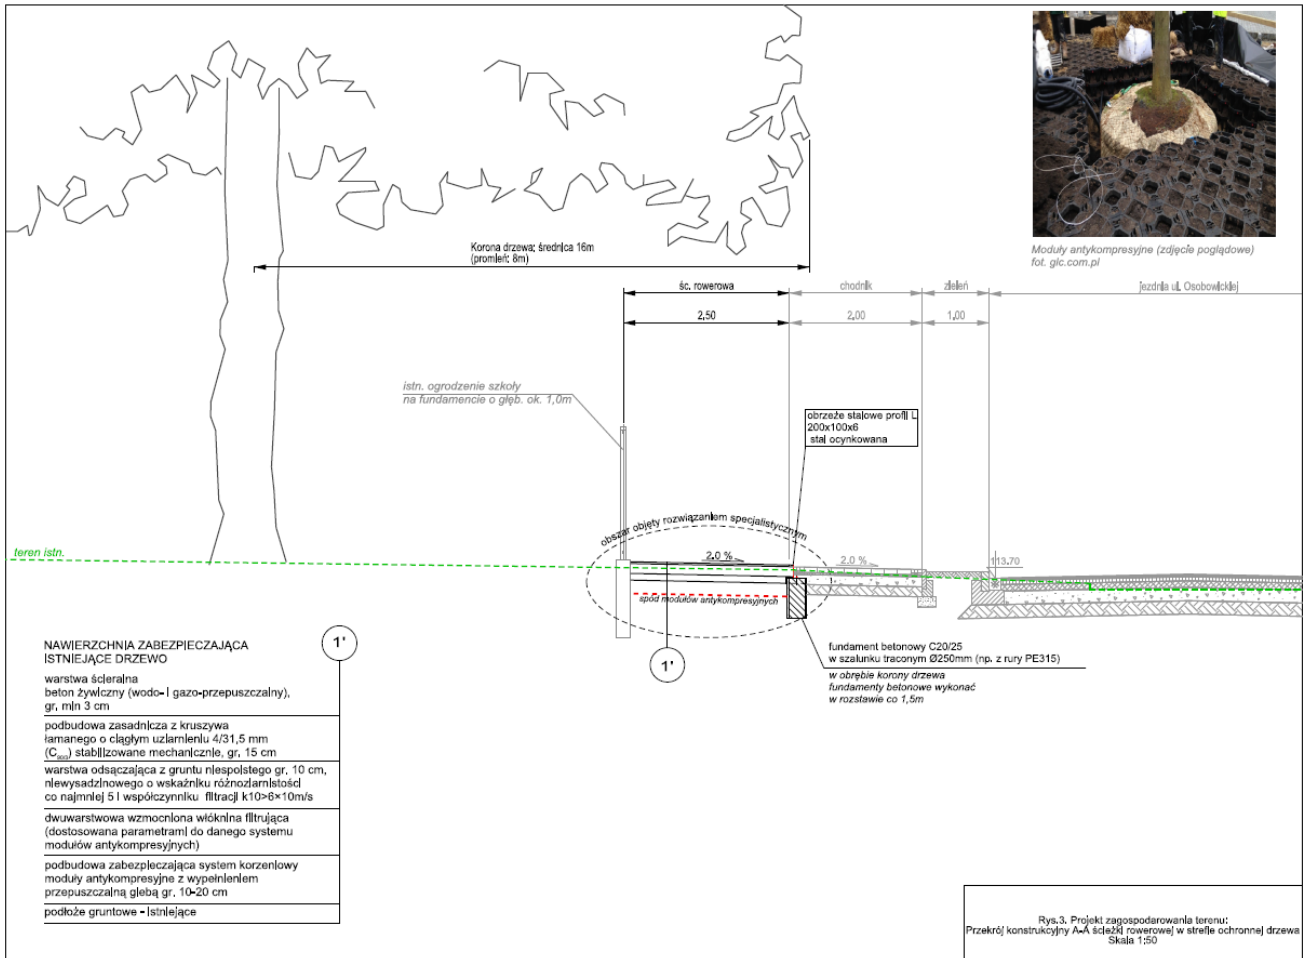 Moduły antykompresyjne (zdjęcie poglądowe)
fot. gic.com.pl
Korona drzewa; średnica 16m
(promień: 8m)
śc. rowerowa
chodnik
zieleń
jezdnia ul. Osobowickiej
2,50
2,00
1,00
istn. ogrodzenie szkoły
na fundamencie o głęb. ok. 1,0m
obrzeże stalowe profil L
200x100x6
stal ocynkowana
obszar objęty rozwiązaniem specjalistycznym
teren istn.
2.0 %
2.0 %
113.70
spód modułów antykompresyjnych
1'
fundament betonowy C20/25
w szalunku traconym Ø250mm (np. z rury PE315)
w obrębie korony drzewa
fundamenty betonowe wykonać
w rozstawie co 1,5m
NAWIERZCHNIA ZABEZPIECZAJĄCA
ISTNIEJĄCE DRZEWO
1'
warstwa ścieralna
beton żywiczny (wodo- i gazo-przepuszczalny),
gr. min 3 cm
podbudowa zasadnicza z kruszywa
łamanego o ciągłym uziarnieniu 4/31,5 mm
(C) stabilizowane mechanicznie, gr. 15 cm
warstwa odsączająca z gruntu niespoistego gr. 10 cm,
niewysadzinowego o wskaźniku różnoziarnistości
co najmniej 5 i współczynniku filtracji k10>6×10m/s
dwuwarstwowa wzmocniona włóknina filtrująca
(dostosowana parametrami do danego systemu
modułów antykompresyjnych)
podbudowa zabezpieczająca system korzeniowy
moduły antykompresyjne z wypełnieniem
przepuszczalną glebą gr. 10-20 cm
podłoże gruntowe - istniejące
Rys.3. Projekt zagospodarowania terenu:
Przekrój konstrukcyjny A-A ścieżki rowerowej w strefie ochronnej drzewa
Skala 1:50